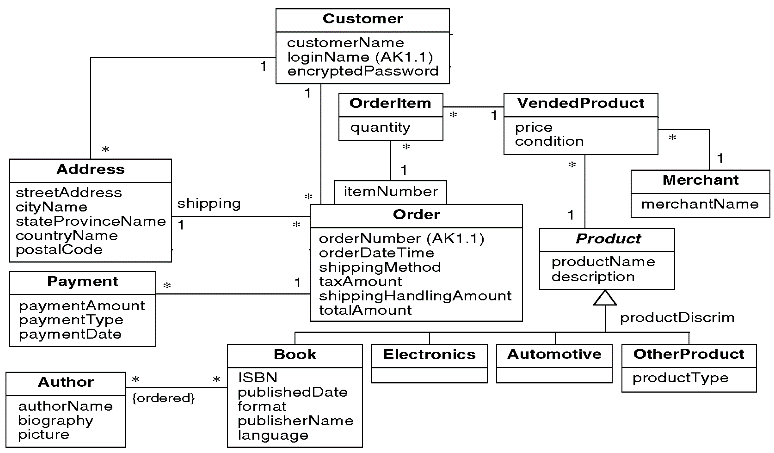 Customer
customerName
loginName (AK1.1)
encryptedPassword
1
1
*
*
OrderItem
quantity
*
1
*
1
VendedProduct
price
condition
*
*
1
1
Merchant
merchantName
Address
streetAddress
cityName
stateProvinceName
countryName
postalCode
shipping
1
*
itemNumber
Order
orderNumber (AK1.1)
orderDateTime
shippingMethod
taxAmount
shippingHandlingAmount
totalAmount
Product
productName
description
productDiscrim
Payment
paymentAmount
paymentType
paymentDate
*
1
Book
ISBN
publishedDate
format
publisherName
language
Electronics
Automotive
OtherProduct
productType
Author
authorName
biography
picture
*
*
{ordered}